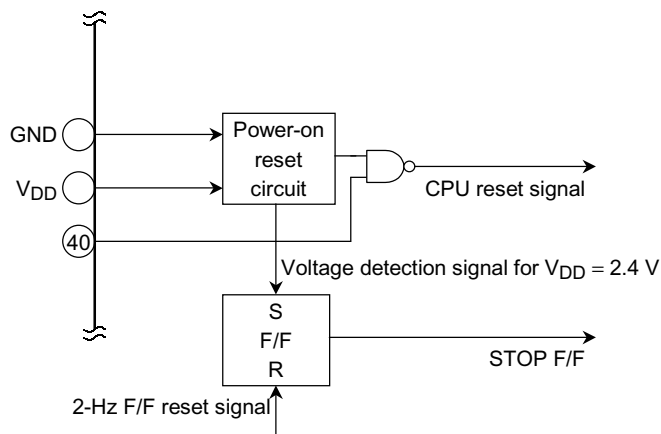 GND
Power-on
reset
circuit
VDD
CPU reset signal
40
Voltage detection signal for VDD = 2.4 V
S
F/F
R
STOP F/F
2-Hz F/F reset signal